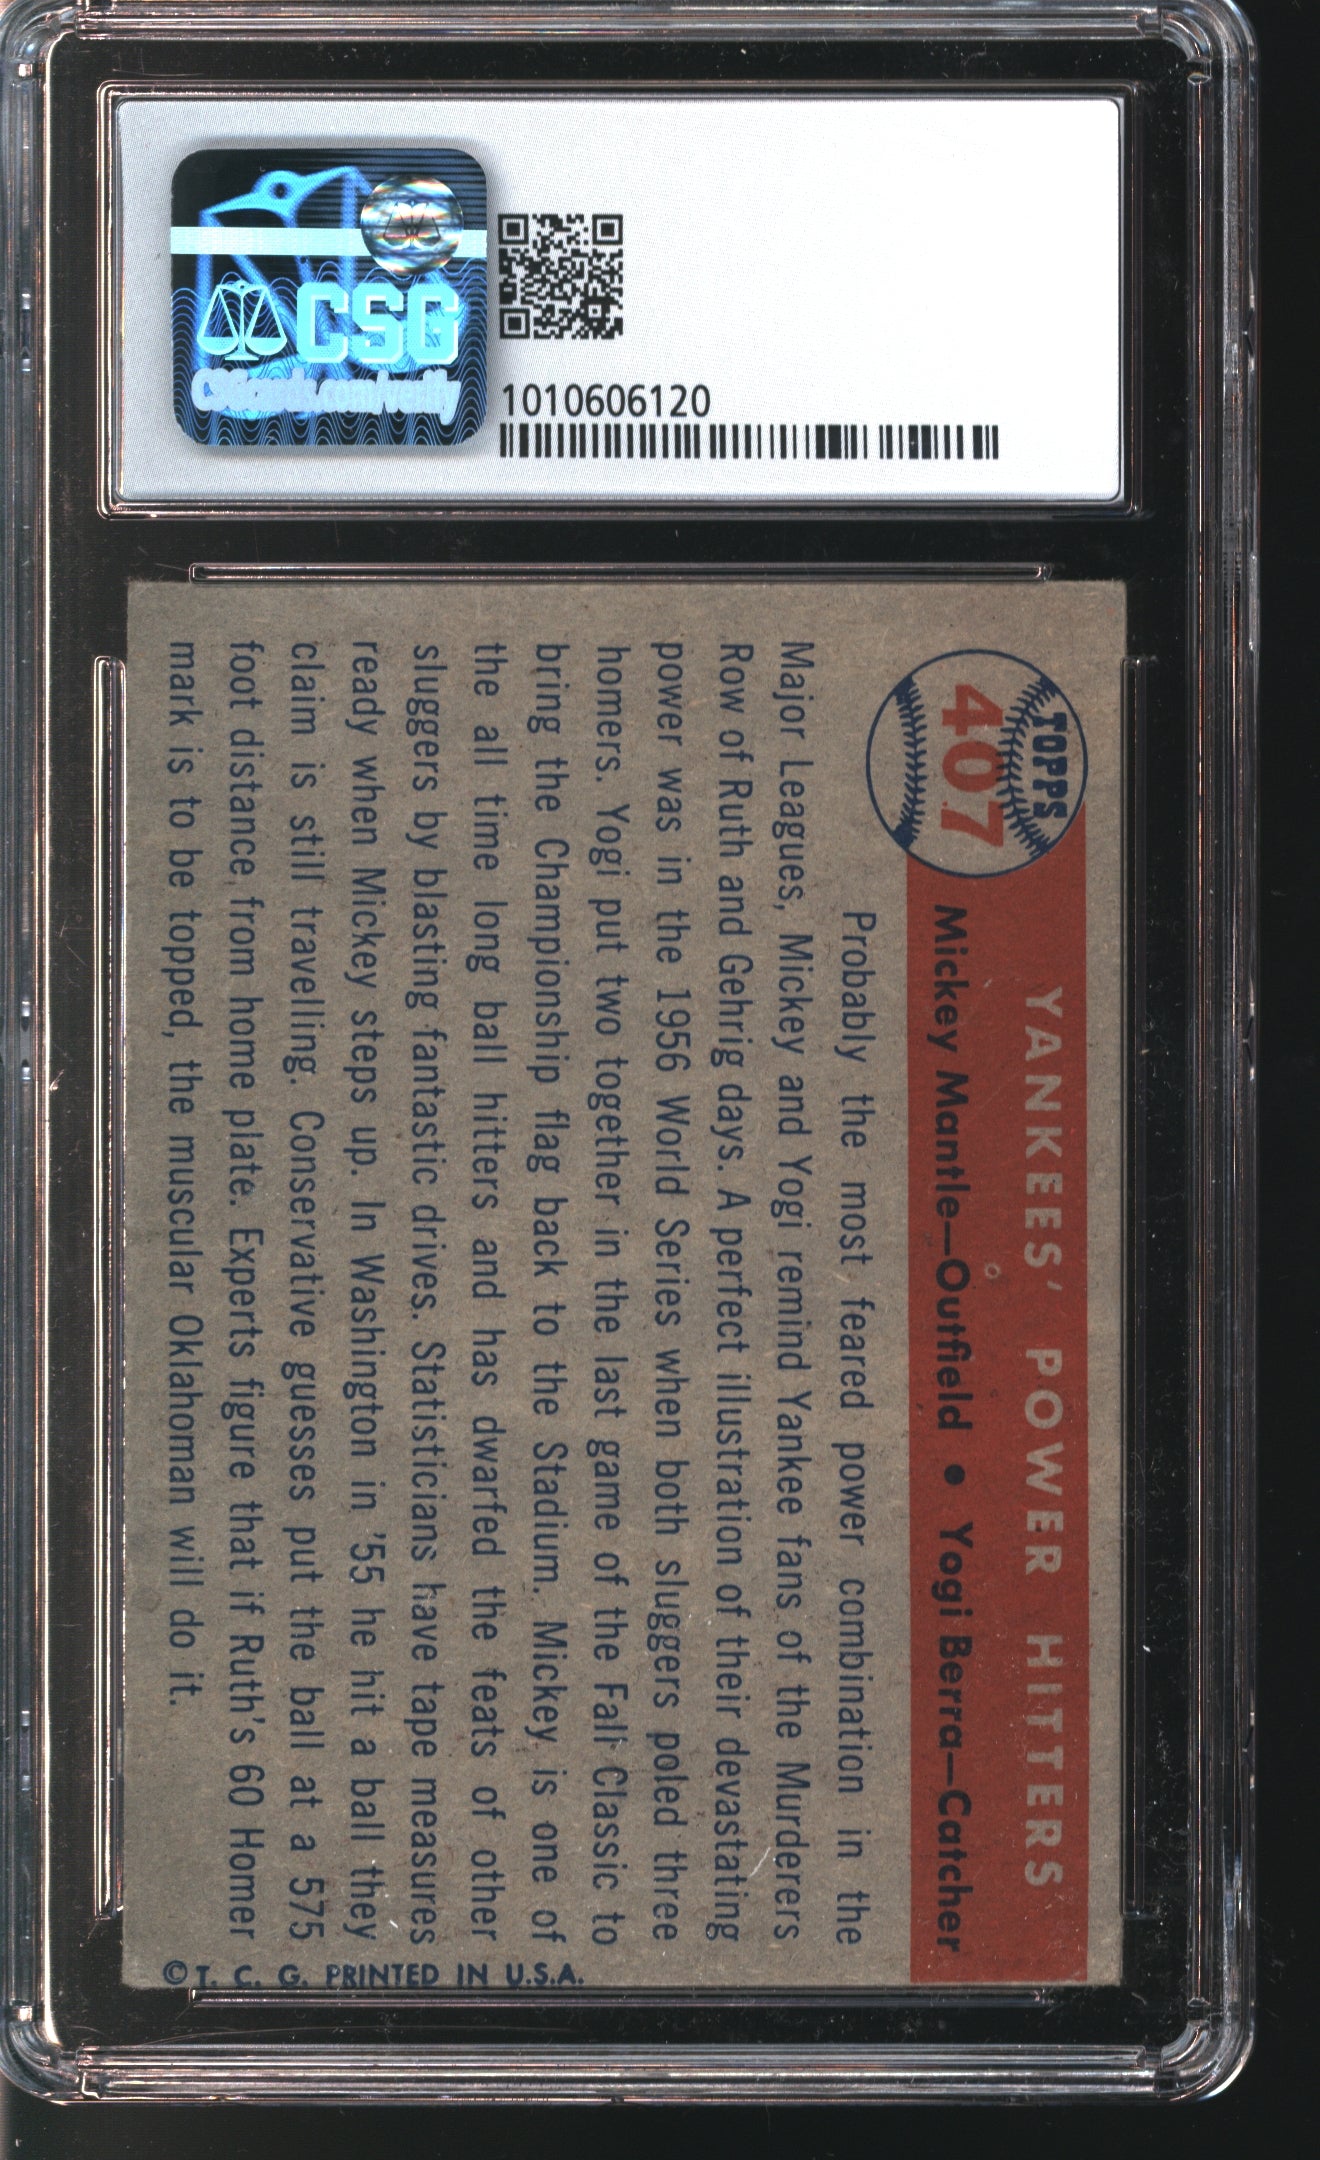 CSG
CSGcards.com/verify
1010606120
TOPPS
407
YANKEES' POWER HITTERS
Mickey Mantle—Outfield • Yogi Berra—Catcher
Probably the most feared power combination in the
Major Leagues, Mickey and Yogi remind Yankee fans of the Murderers
Row of Ruth and Gehrig days. A perfect illustration of their devastating
power was in the 1956 World Series when both sluggers poled three
homers. Yogi put two together in the last game of the Fall Classic to
bring the Championship flag back to the Stadium. Mickey is one of
the all time long ball hitters and has dwarfed the feats of other
sluggers by blasting fantastic drives. Statisticians have tape measures
ready when Mickey steps up. In Washington in '55 he hit a ball they
claim is still travelling. Conservative guesses put the ball at a 575
foot distance from home plate. Experts figure that if Ruth's 60 Homer
mark is to be topped, the muscular Oklahoman will do it.
© T. C. G. PRINTED IN U.S.A.